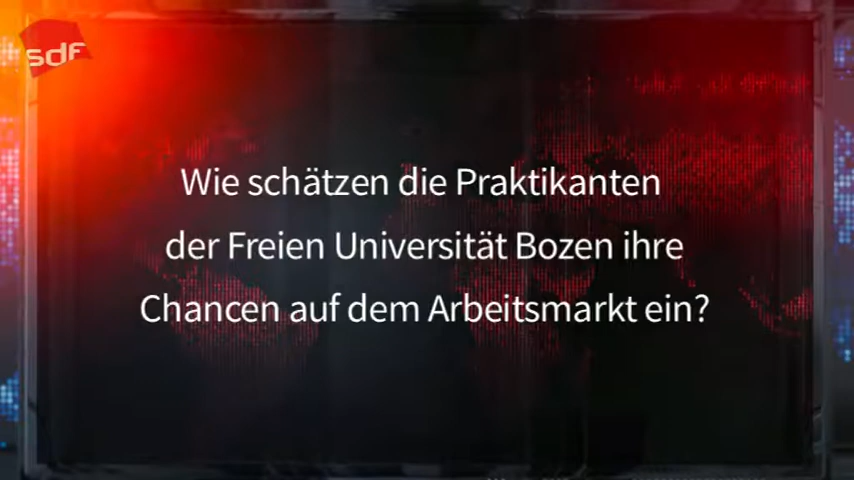 sdf
Wie schätzen die Praktikanten
der Freien Universität Bozen ihre
Chancen auf dem Arbeitsmarkt ein?